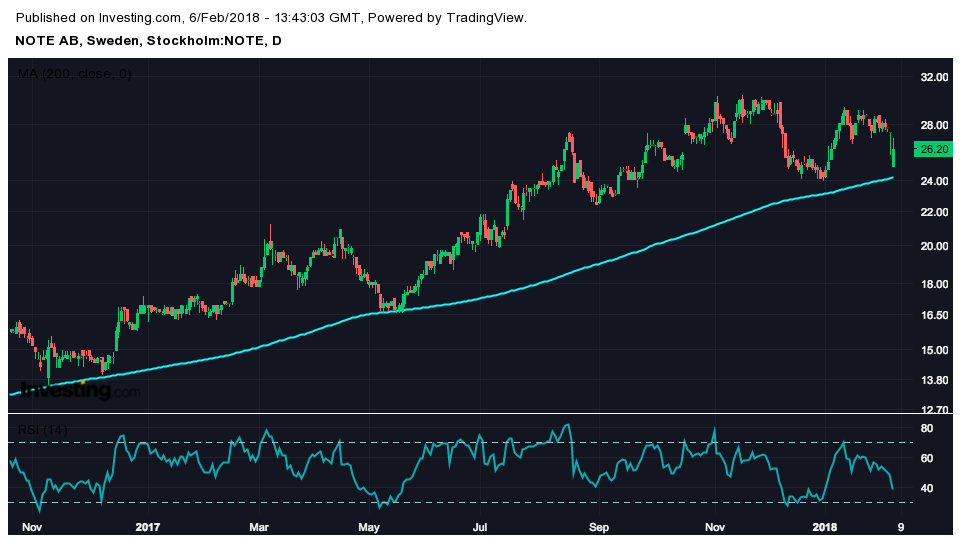 Published on Investing.com, 6/Feb/2018 - 13:43:03 GMT, Powered by TradingView.
NOTE AB, Sweden, Stockholm:NOTE, D
MA (200, close, 0)
32.00
28.00
26.20
24.00
22.00
20.00
18.00
16.50
15.00
13.80
12.70
Investing.com
RSI (14)
80
60
40
Nov 2017 Mar May Jul Sep Nov 2018 9